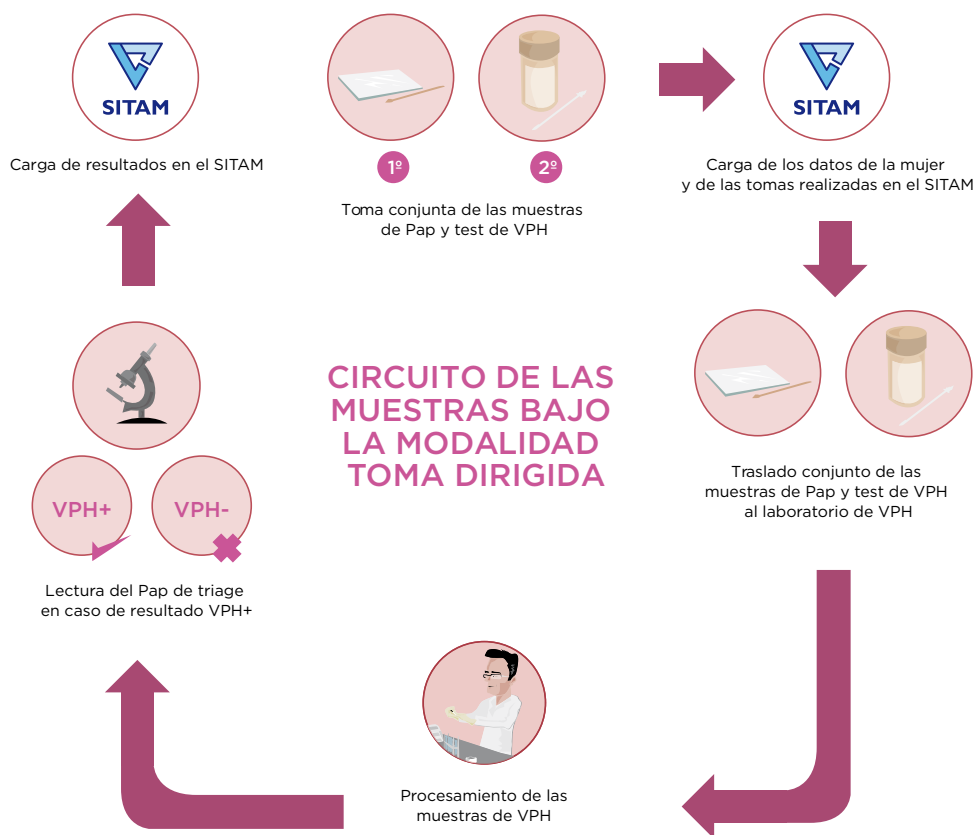 SITAM
Carga de resultados en el SITAM
1º
2º
Toma conjunta de las muestras
de Pap y test de VPH
SITAM
Carga de los datos de la mujer
y de las tomas realizadas en el SITAM
CIRCUITO DE LAS
MUESTRAS BAJO
LA MODALIDAD
TOMA DIRIGIDA
Traslado conjunto de las
muestras de Pap y test de VPH
al laboratorio de VPH
Procesamiento de las
muestras de VPH
VPH+
VPH-
Lectura del Pap de triage
en caso de resultado VPH+